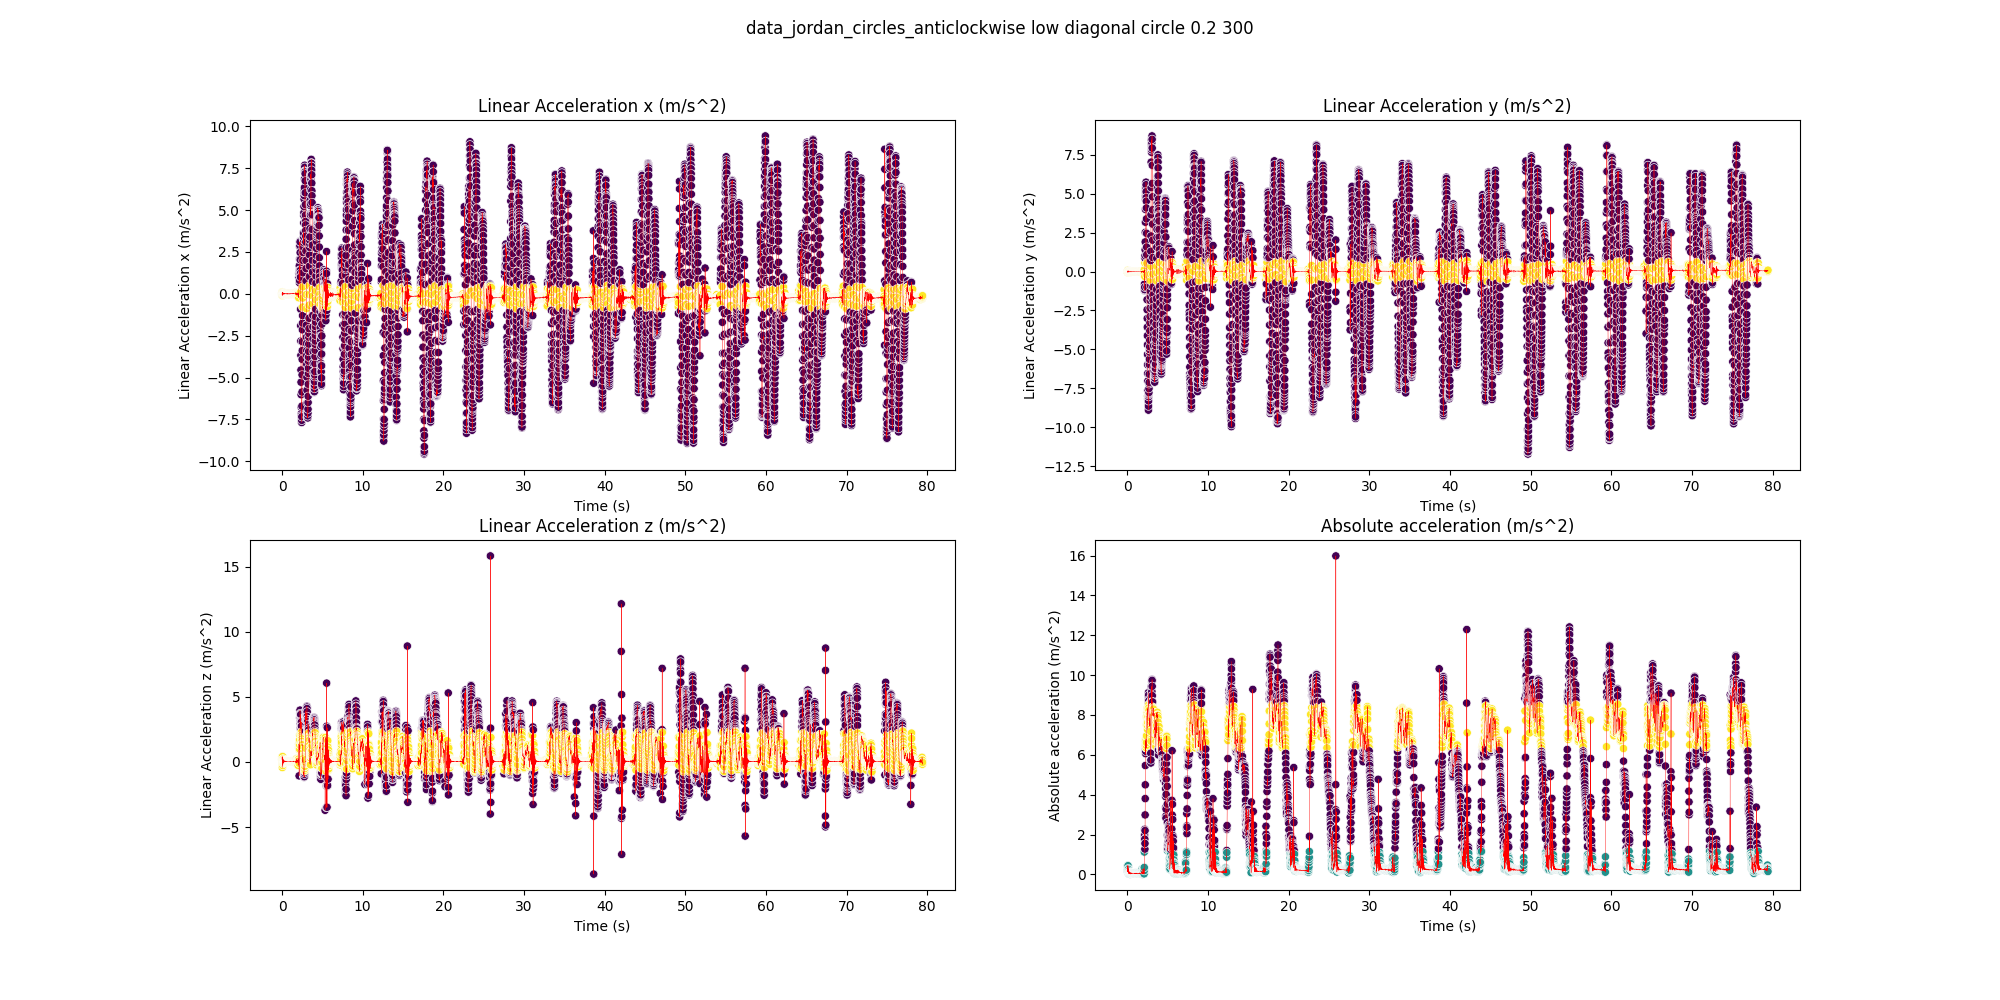 data_jordan_circles_anticlockwise low diagonal circle 0.2 300
Linear Acceleration x (m/s^2)
Linear Acceleration x (m/s^2)
10.0
7.5
5.0
2.5
0.0
−2.5
−5.0
−7.5
−10.0
0 10 20 30 40 50 60 70 80
Time (s)
Linear Acceleration y (m/s^2)
Linear Acceleration y (m/s^2)
7.5
5.0
2.5
0.0
−2.5
−5.0
−7.5
−10.0
−12.5
0 10 20 30 40 50 60 70 80
Time (s)
Linear Acceleration z (m/s^2)
Linear Acceleration z (m/s^2)
15
10
5
0
−5
0 10 20 30 40 50 60 70 80
Time (s)
Absolute acceleration (m/s^2)
Absolute acceleration (m/s^2)
16
14
12
10
8
6
4
2
0
0 10 20 30 40 50 60 70 80
Time (s)